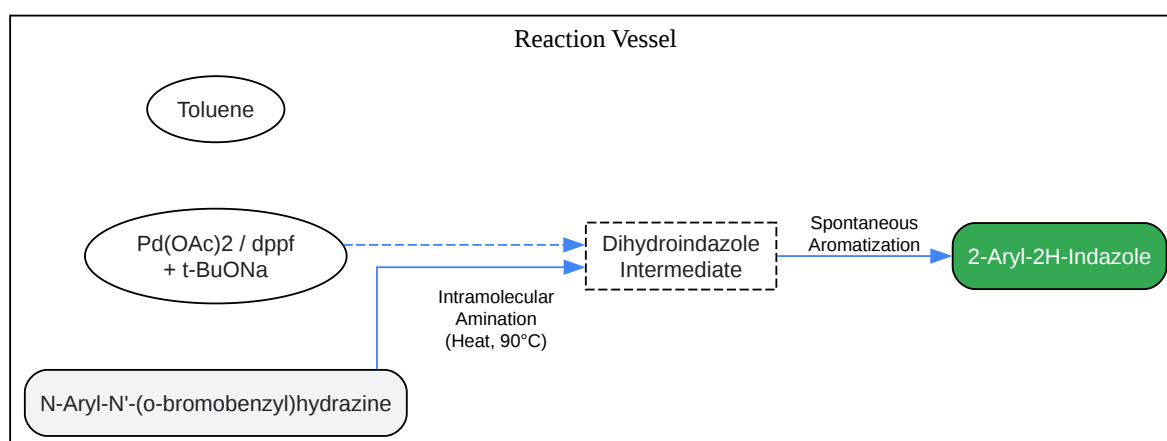 Reaction Vessel
Toluene
Pd(OAc)2 / dppf
+ t-BuONa
Dihydroindazole
Intermediate
Spontaneous
Aromatization
2-Aryl-2H-Indazole
Intramolecular
Amination
(Heat, 90°C)
N-Aryl-N'-(o-bromobenzyl)hydrazine